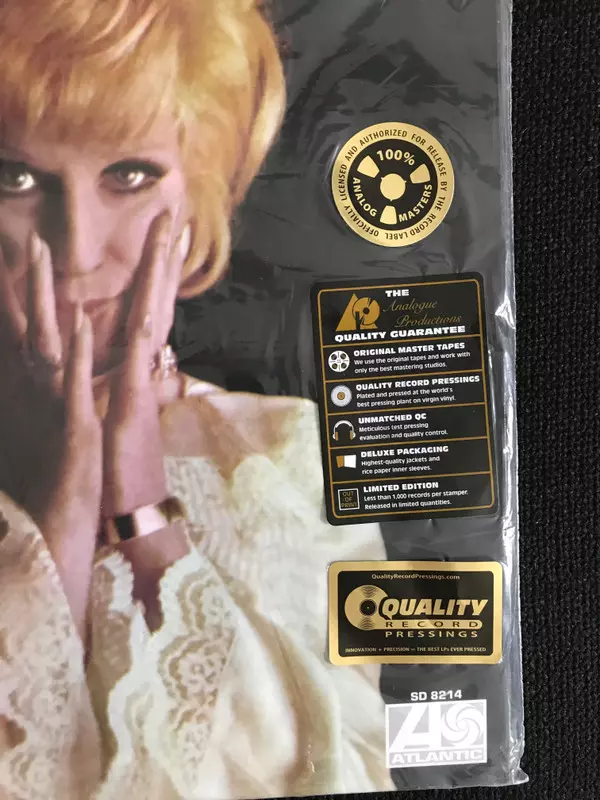 OFFICIALLY LICENSED AND AUTHORIZED FOR RELEASE BY THE RECORD LABEL
100%
ANALOG MASTERS
THE
Analogue
Productions
QUALITY GUARANTEE
ORIGINAL MASTER TAPES
We use the original tapes and work with
only the best mastering studios.
QUALITY RECORD PRESSINGS
Plated and pressed at the world's
best pressing plant on virgin vinyl.
UNMATCHED QC
Meticulous test pressing
evaluation and quality control.
DELUXE PACKAGING
Highest-quality jackets and
rice paper inner sleeves.
OUT
OF
PRINT
LIMITED EDITION
Less than 1,000 records per stamper.
Released in limited quantities.
QualityRecordPressings.com
QUALITY
RECORD
PRESSINGS
INNOVATION + PRECISION = THE BEST LPs EVER PRESSED
SD 8214
ATLANTIC